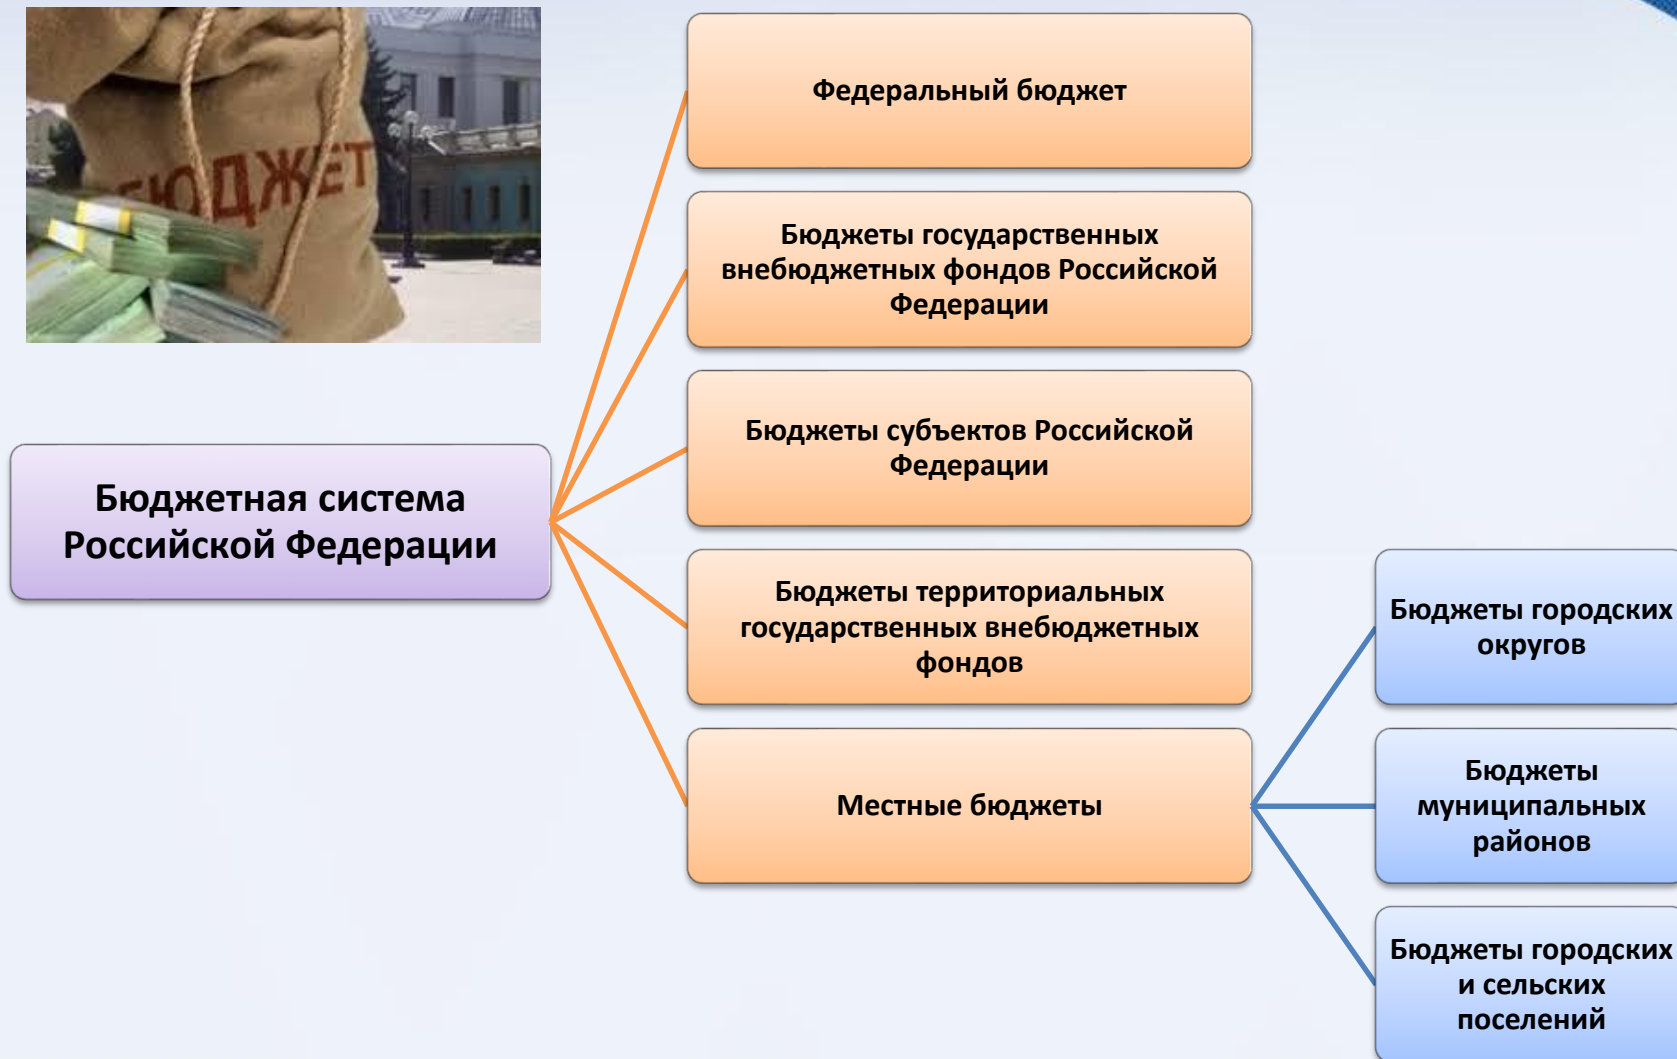 БЮДЖЕТ
Федеральный бюджет
Бюджеты государственных
внебюджетных фондов Российской
Федерации
Бюджеты субъектов Российской
Федерации
Бюджетная система
Российской Федерации
Бюджеты территориальных
государственных внебюджетных
фондов
Местные бюджеты
Бюджеты городских
округов
Бюджеты
муниципальных
районов
Бюджеты городских
и сельских
поселений